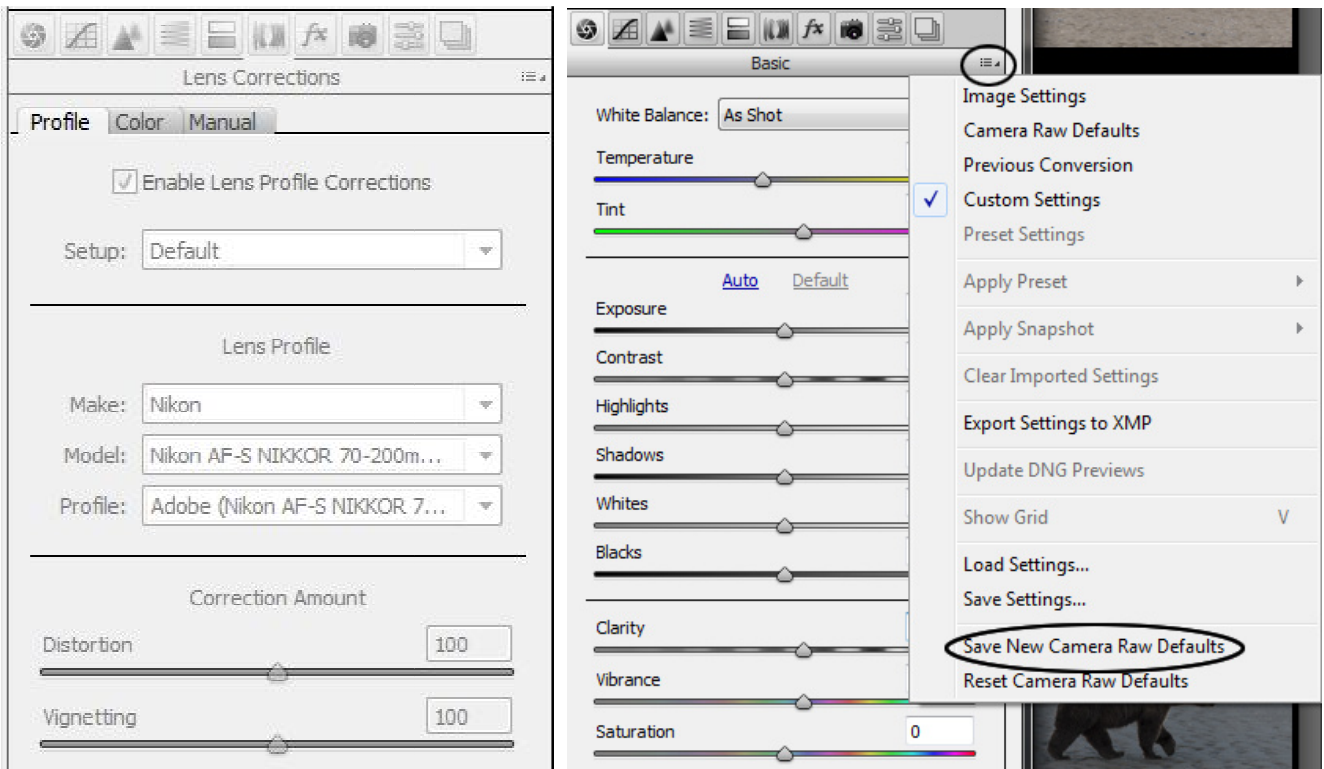 fx
Lens Corrections
Profile Color Manual
Enable Lens Profile Corrections
Setup: Default
Lens Profile
Make: Nikon
Model: Nikon AF-S NIKKOR 70-200m...
Profile: Adobe (Nikon AF-S NIKKOR 7...
Correction Amount
Distortion 100
Vignetting 100
fx
Basic
White Balance: As Shot
Temperature
Tint
Auto Default
Exposure
Contrast
Highlights
Shadows
Whites
Blacks
Clarity
Vibrance
Saturation 0
Image Settings
Camera Raw Defaults
Previous Conversion
Custom Settings
Preset Settings
Apply Preset
Apply Snapshot
Clear Imported Settings
Export Settings to XMP
Update DNG Previews
Show Grid V
Load Settings...
Save Settings...
Save New Camera Raw Defaults
Reset Camera Raw Defaults